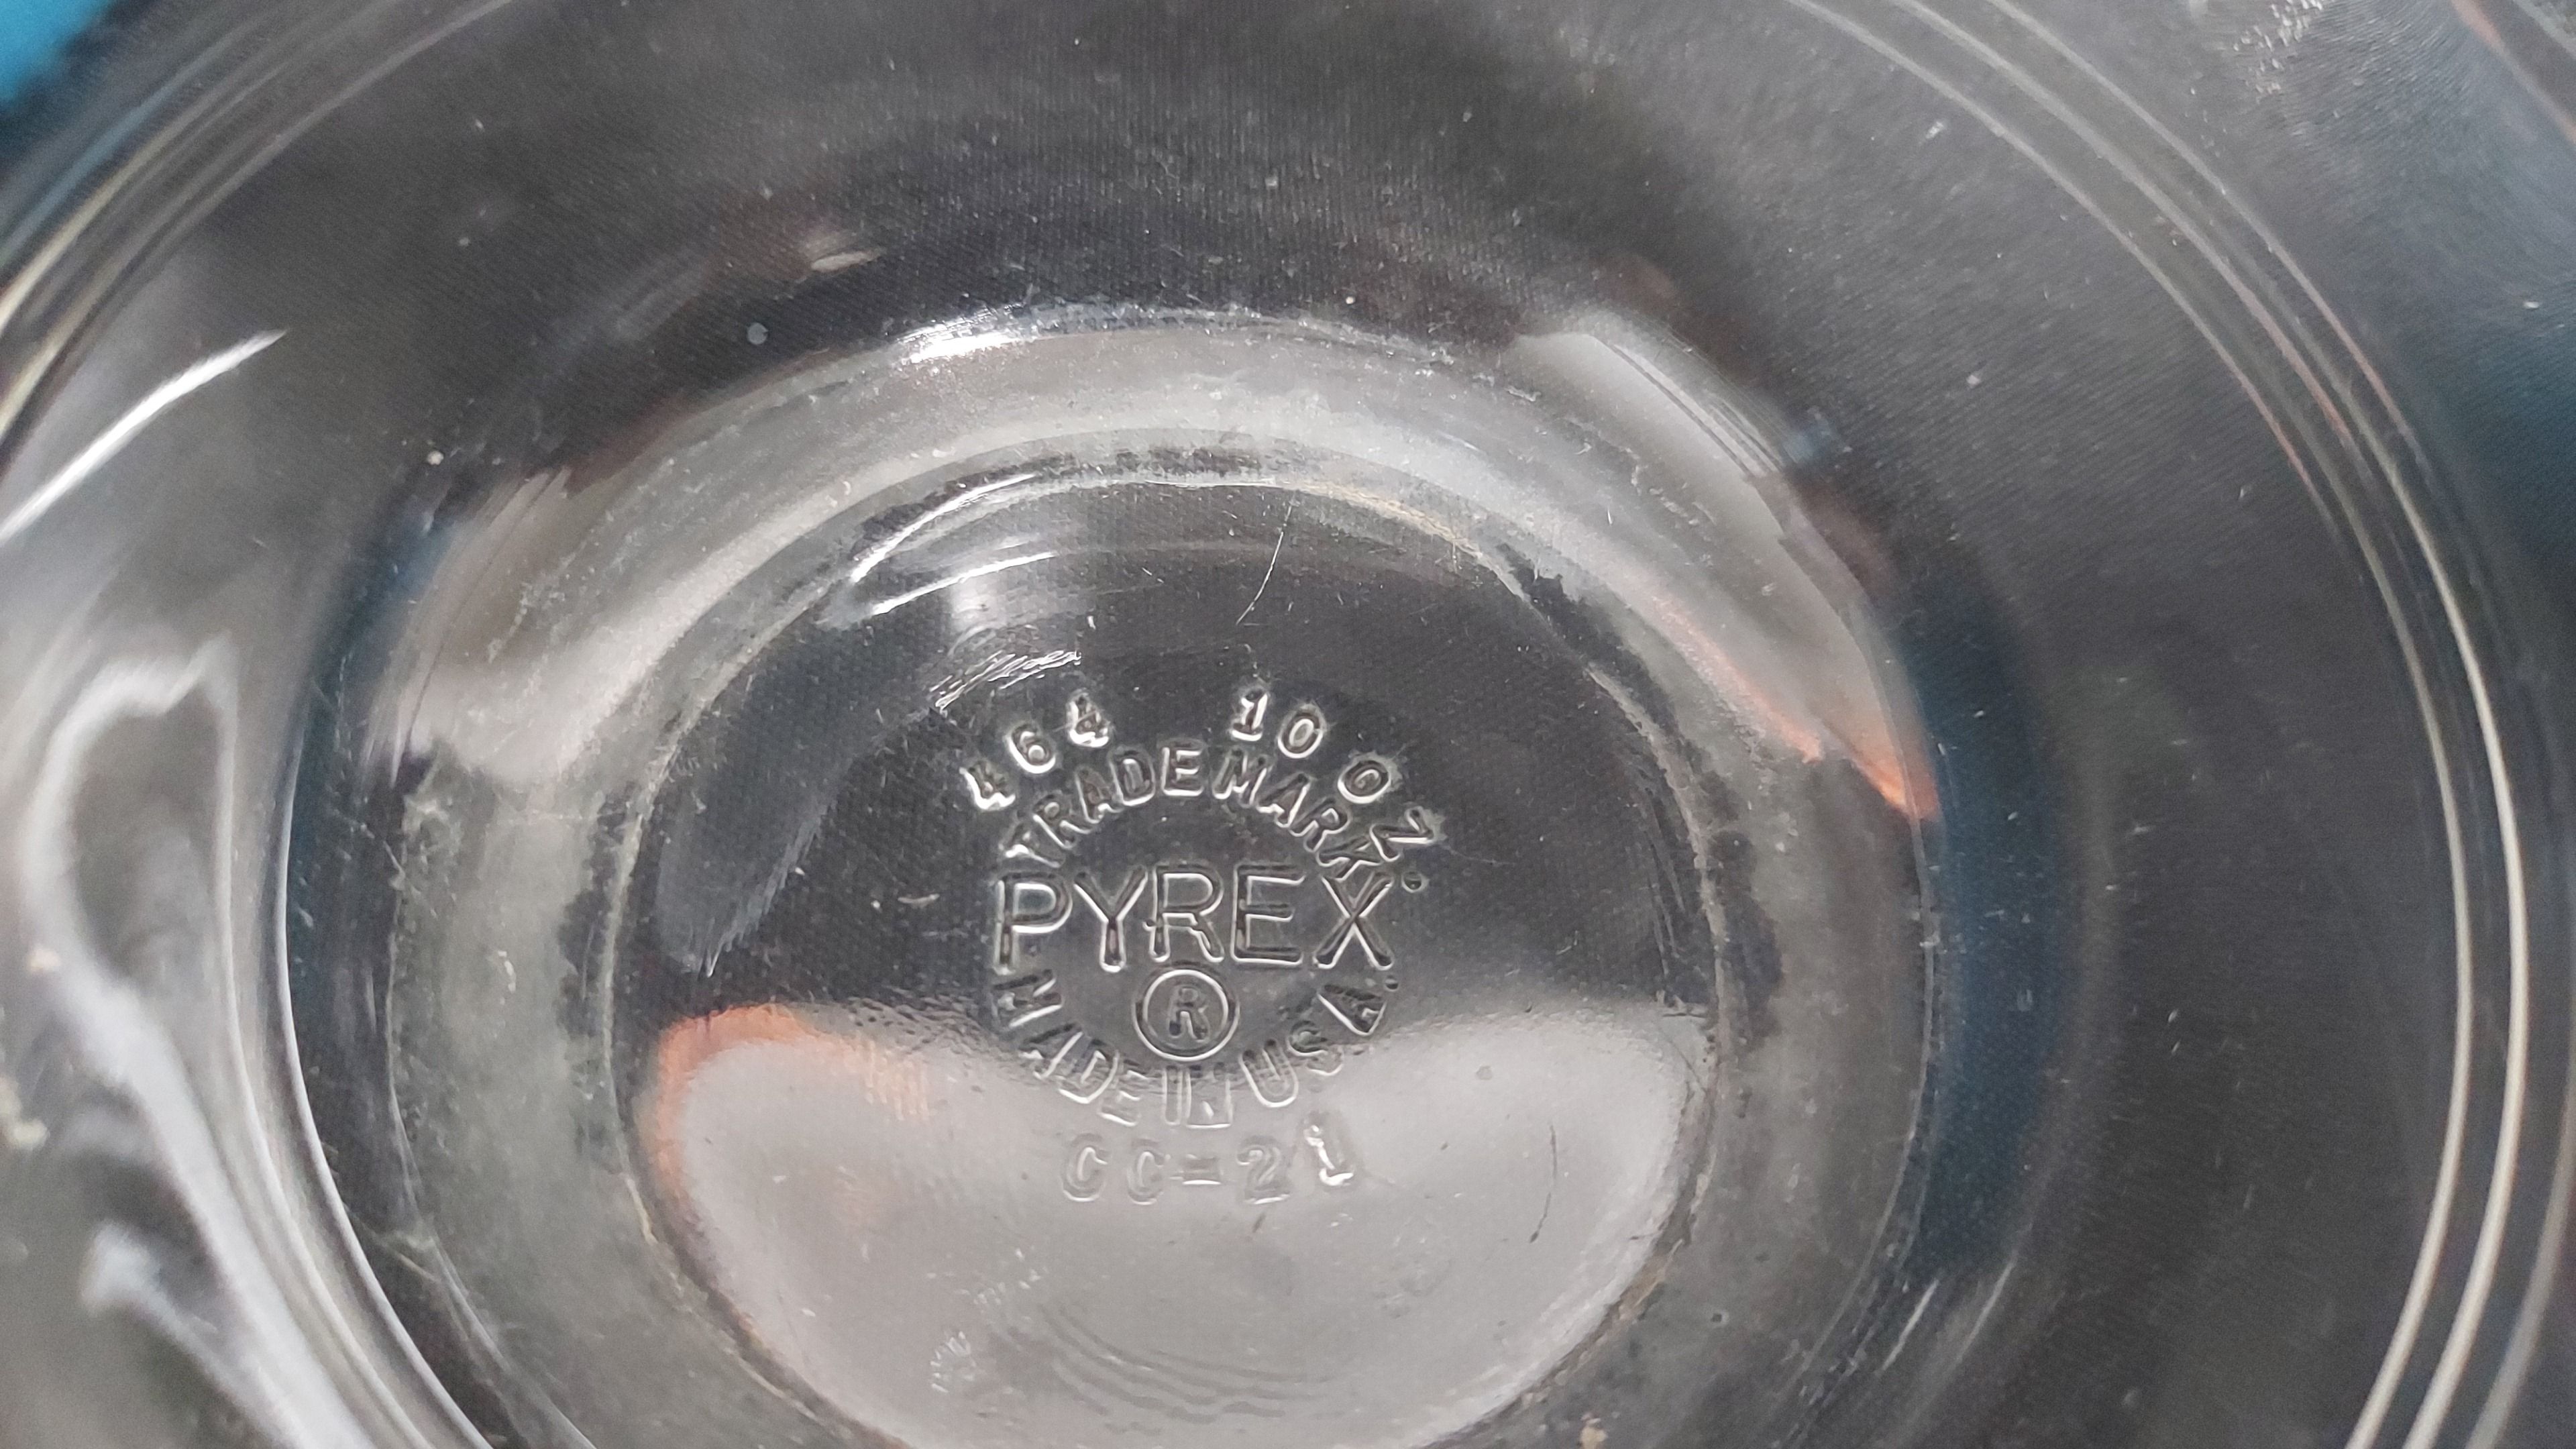 464 10 OZ.
TRADEMARK
PYREX
®
MADE IN U.S.A.
CC=21